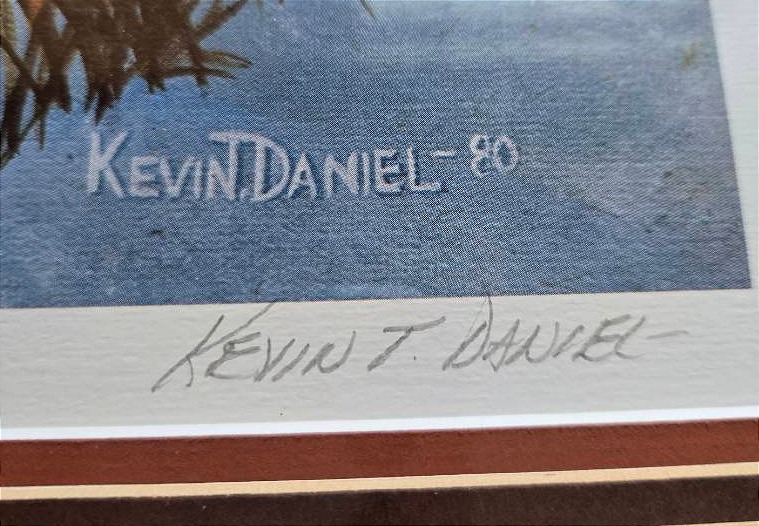 KEVIN T. DANIEL - 80
KEVIN T. DANIEL